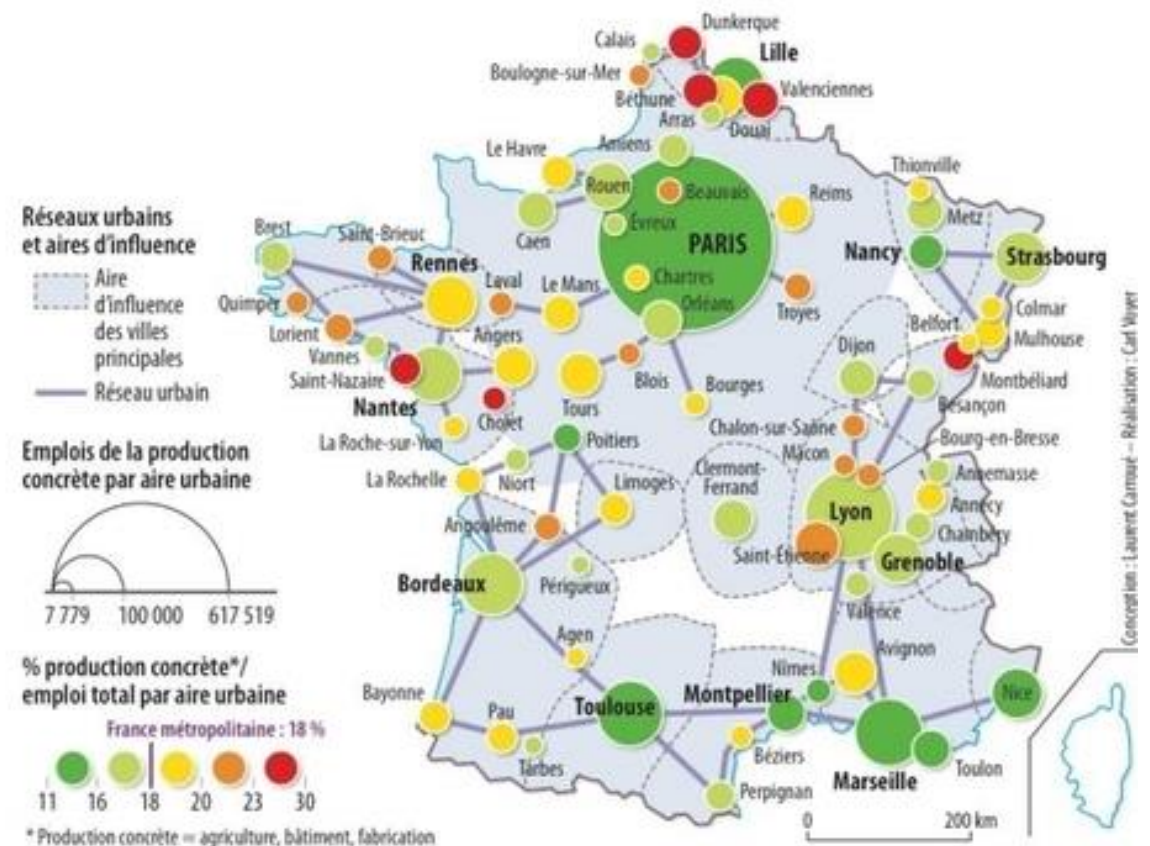 Dunkerque
Calais
Lille
Boulogne-sur-Mer
Béthune
Valenciennes
Arras
Douai
Amiens
Le Havre
Rouen
Beauvais
Reims
Thionville
Metz
Caen
Évreux
PARIS
Nancy
Strasbourg
Chartres
Orléans
Troyes
Colmar
Mulhouse
Belfort
Montbéliard
Brest
Saint-Brieuc
Rennes
Laval
Le Mans
Quimper
Lorient
Vannes
Saint-Nazaire
Angers
Nantes
Cholet
Tours
Blois
Bourges
Dijon
Besançon
La Roche-sur-Yon
Poitiers
Chalon-sur-Saône
Mâcon
Bourg-en-Bresse
La Rochelle
Niort
Limoges
Clermont-
Ferrand
Annemasse
Annecy
Chambéry
Lyon
Angoulême
Saint-Étienne
Grenoble
Bordeaux
Périgueux
Valence
Agen
Avignon
Nîmes
Bayonne
Pau
Toulouse
Montpellier
Nice
Tarbes
Béziers
Marseille
Toulon
Perpignan
0 200 km
Réseaux urbains
et aires d'influence
Aire
d'influence
des villes
principales
Réseau urbain
Emplois de la production
concrète par aire urbaine
7 779 100 000 617 519
% production concrète*/
emploi total par aire urbaine
France métropolitaine : 18 %
11 16 18 20 23 30
* Production concrète = agriculture, bâtiment, fabrication
Conception : Laurent Carroué – Réalisation : Carl Voyer